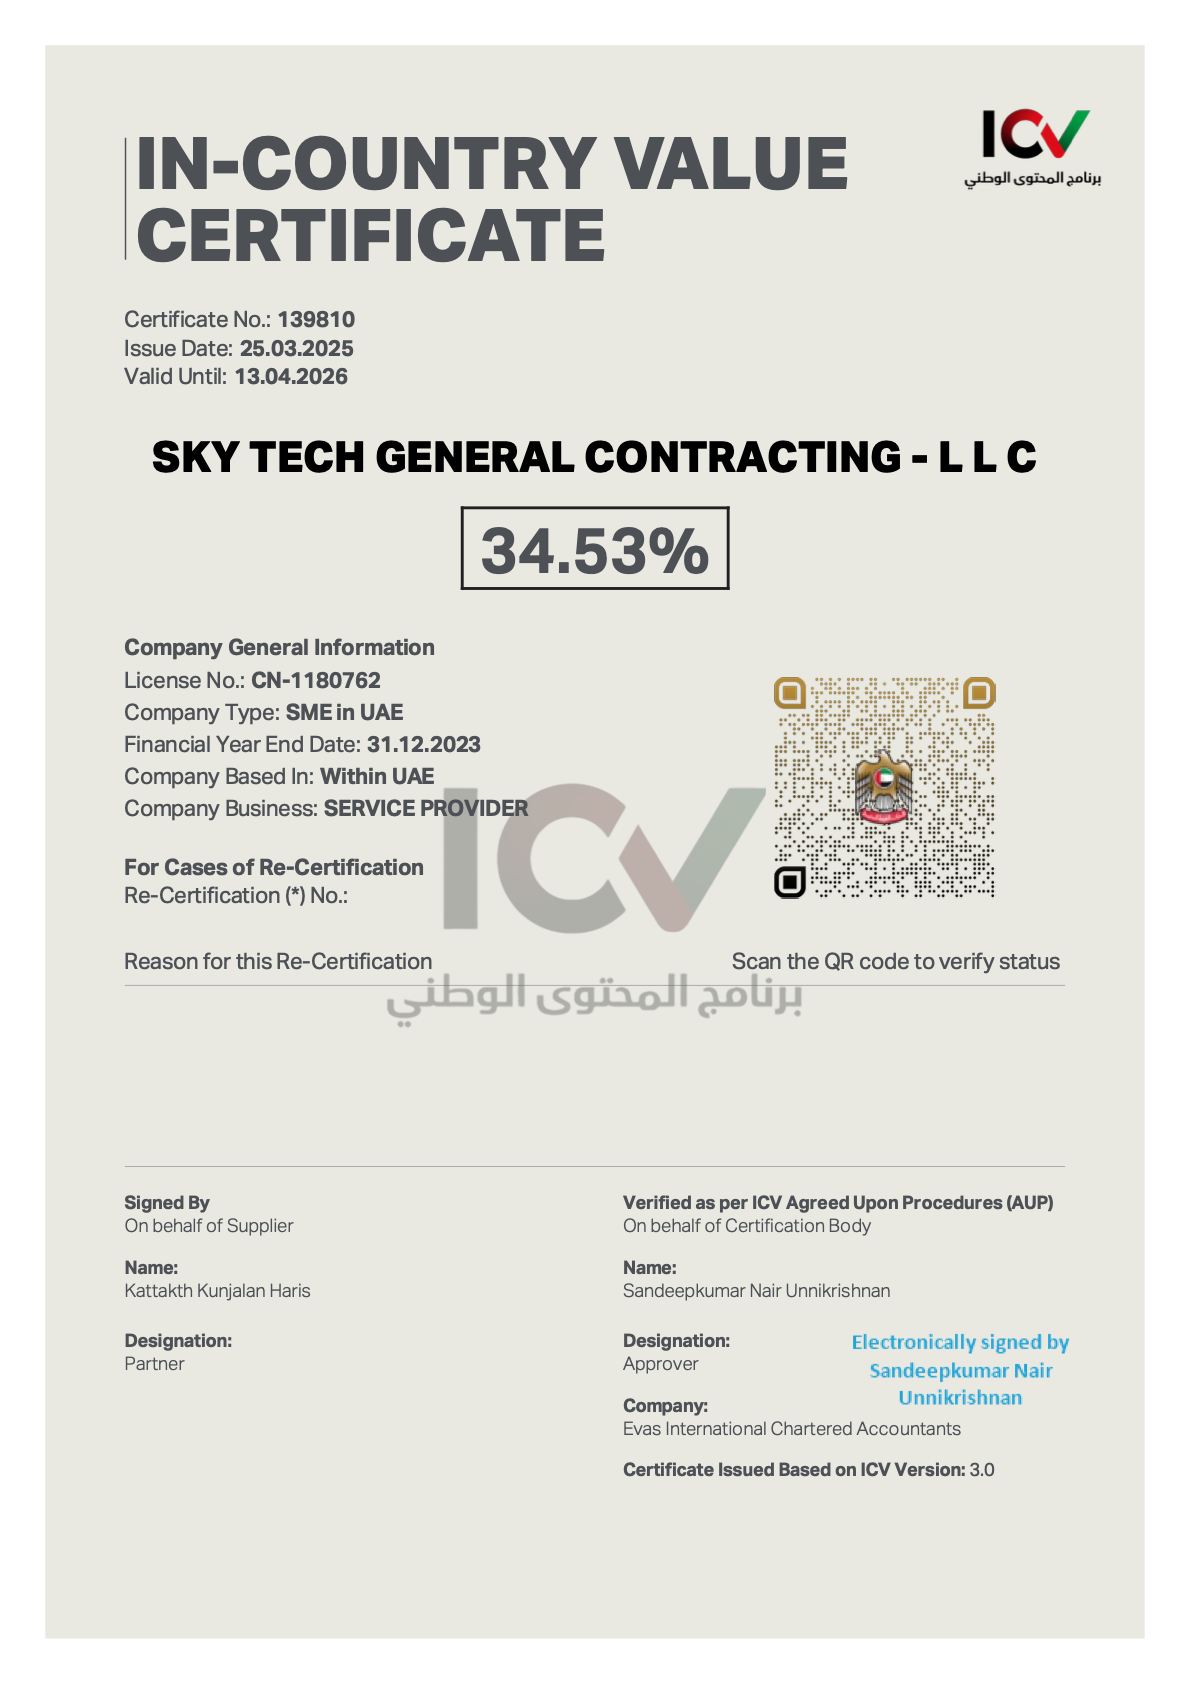 IN-COUNTRY VALUE
CERTIFICATE
ICV
برنامج المحتوى الوطني
Certificate No.: 139810
Issue Date: 25.03.2025
Valid Until: 13.04.2026
SKY TECH GENERAL CONTRACTING - L L C
34.53%
Company General Information
License No.: CN-1180762
Company Type: SME in UAE
Financial Year End Date: 31.12.2023
Company Based In: Within UAE
Company Business: SERVICE PROVIDER
For Cases of Re-Certification
Re-Certification (*) No.:
ICV
Reason for this Re-Certification
Scan the QR code to verify status
برنامج المحتوى الوطني
Signed By
On behalf of Supplier
Name:
Kattakth Kunjalan Haris
Designation:
Partner
Verified as per ICV Agreed Upon Procedures (AUP)
On behalf of Certification Body
Name:
Sandeepkumar Nair Unnikrishnan
Designation:
Approver
Electronically signed by
Sandeepkumar Nair
Unnikrishnan
Company:
Evas International Chartered Accountants
Certificate Issued Based on ICV Version: 3.0